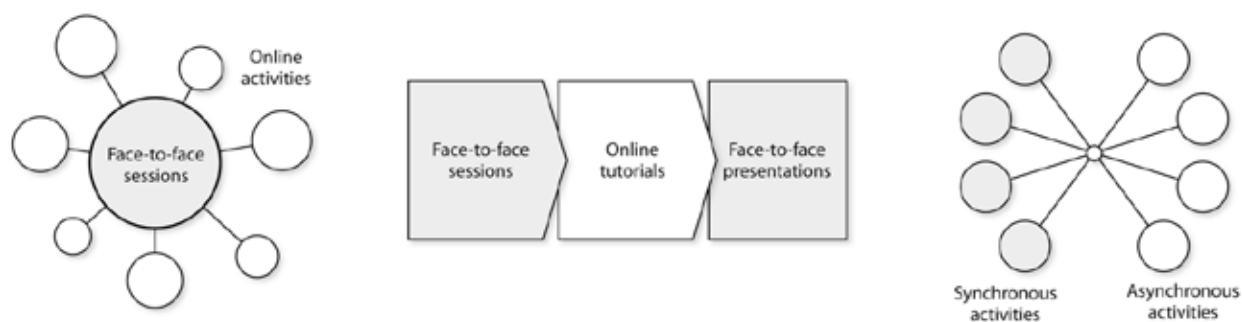 Online
activities
Face-to-face
sessions
Face-to-face
sessions
Online
tutorials
Face-to-face
presentations
Synchronous
activities
Asynchronous
activities